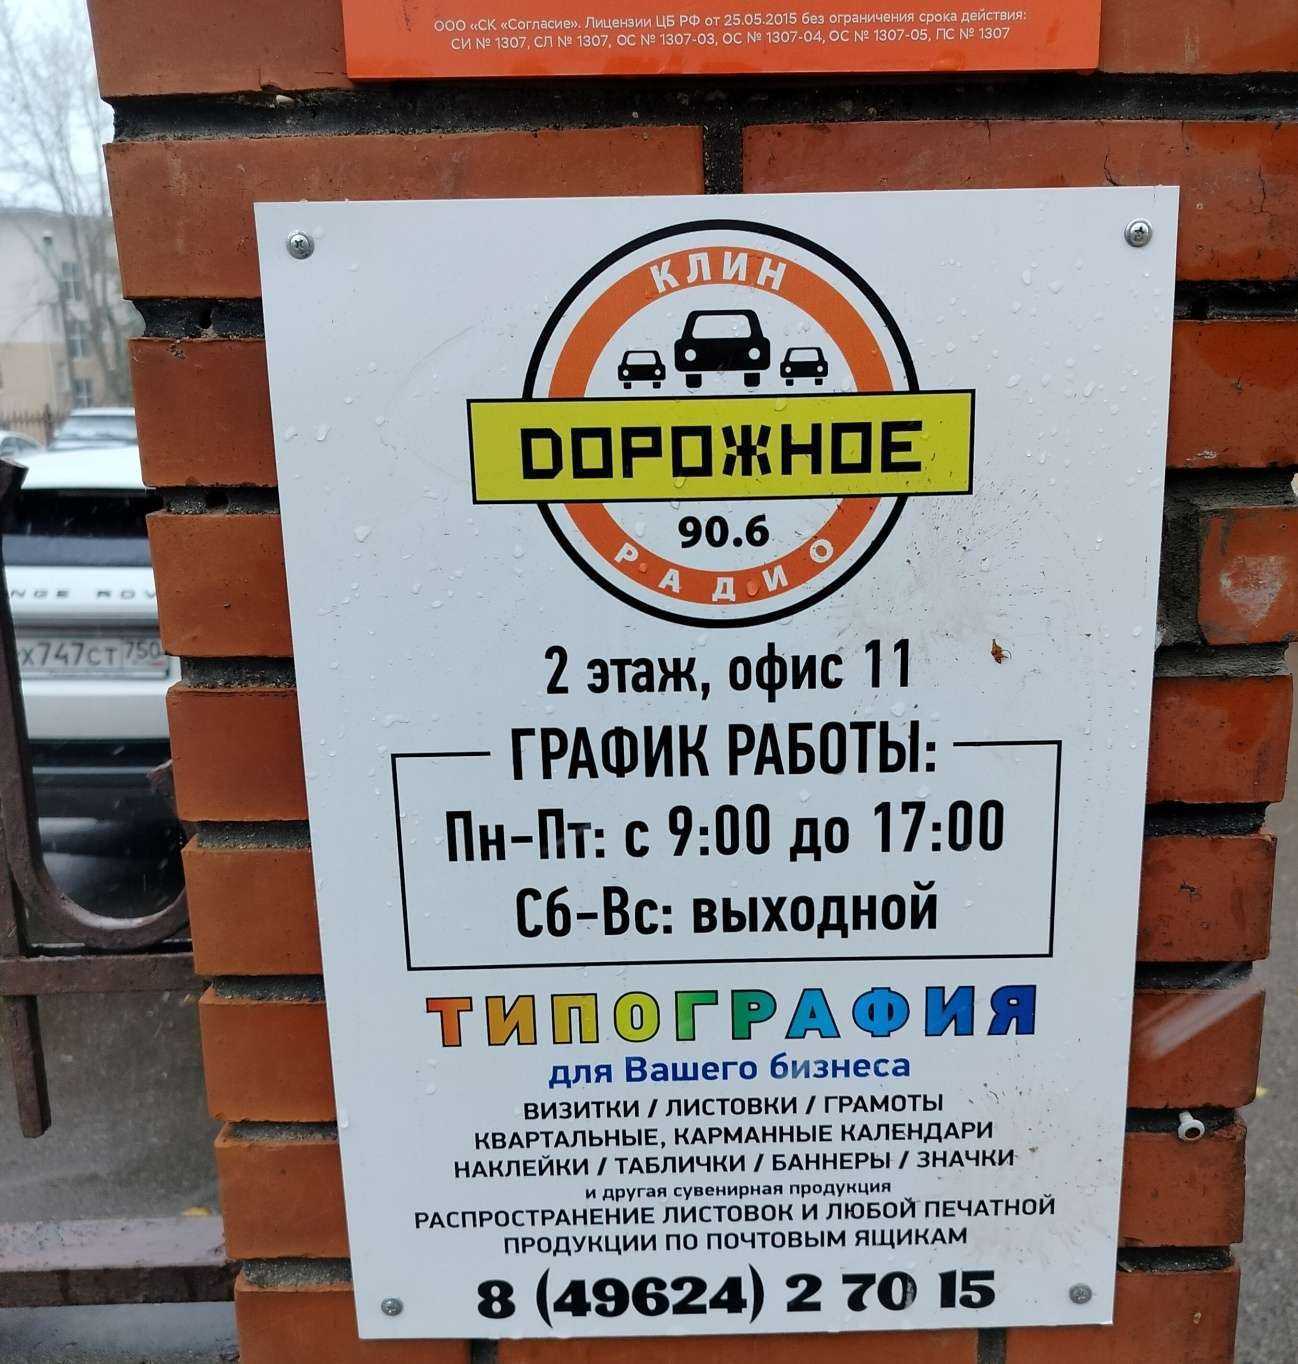 ООО «СК «Согласие». Лицензии ЦБ РФ от 25.05.2015 без ограничения срока действия:
СИ № 1307, СЛ № 1307, ОС № 1307-03, ОС № 1307-04, ОС № 1307-05, ПС № 1307
КЛИН
ДОРОЖНОЕ
90.6
РАДИО
2 этаж, офис 11
ГРАФИК РАБОТЫ:
Пн-Пт: с 9:00 до 17:00
Сб-Вс: выходной
ТИПОГРАФИЯ
для Вашего бизнеса
ВИЗИТКИ / ЛИСТОВКИ / ГРАМОТЫ
КВАРТАЛЬНЫЕ, КАРМАННЫЕ КАЛЕНДАРИ
НАКЛЕЙКИ / ТАБЛИЧКИ / БАННЕРЫ / ЗНАЧКИ
и другая сувенирная продукция
РАСПРОСТРАНЕНИЕ ЛИСТОВОК И ЛЮБОЙ ПЕЧАТНОЙ
ПРОДУКЦИИ ПО ПОЧТОВЫМ ЯЩИКАМ
8 (49624) 2 70 15
NGE ROV
Х747СТ 750